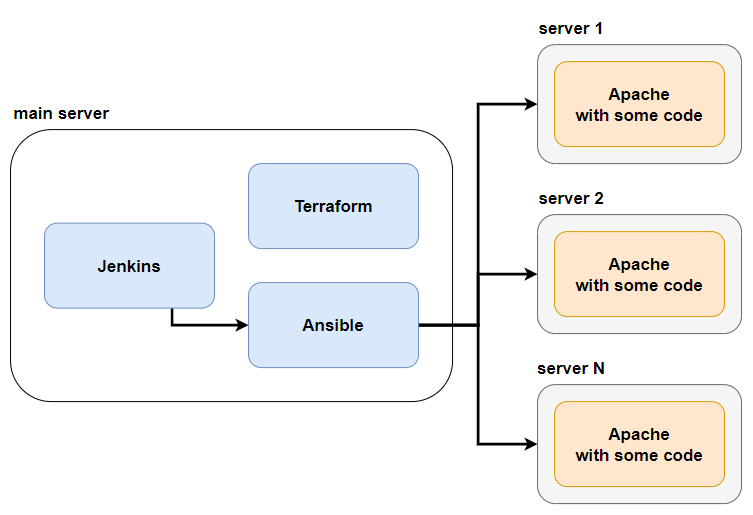 server 1
Apache
with some code
main server
Terraform
server 2
Jenkins
Apache
with some code
Ansible
server N
Apache
with some code